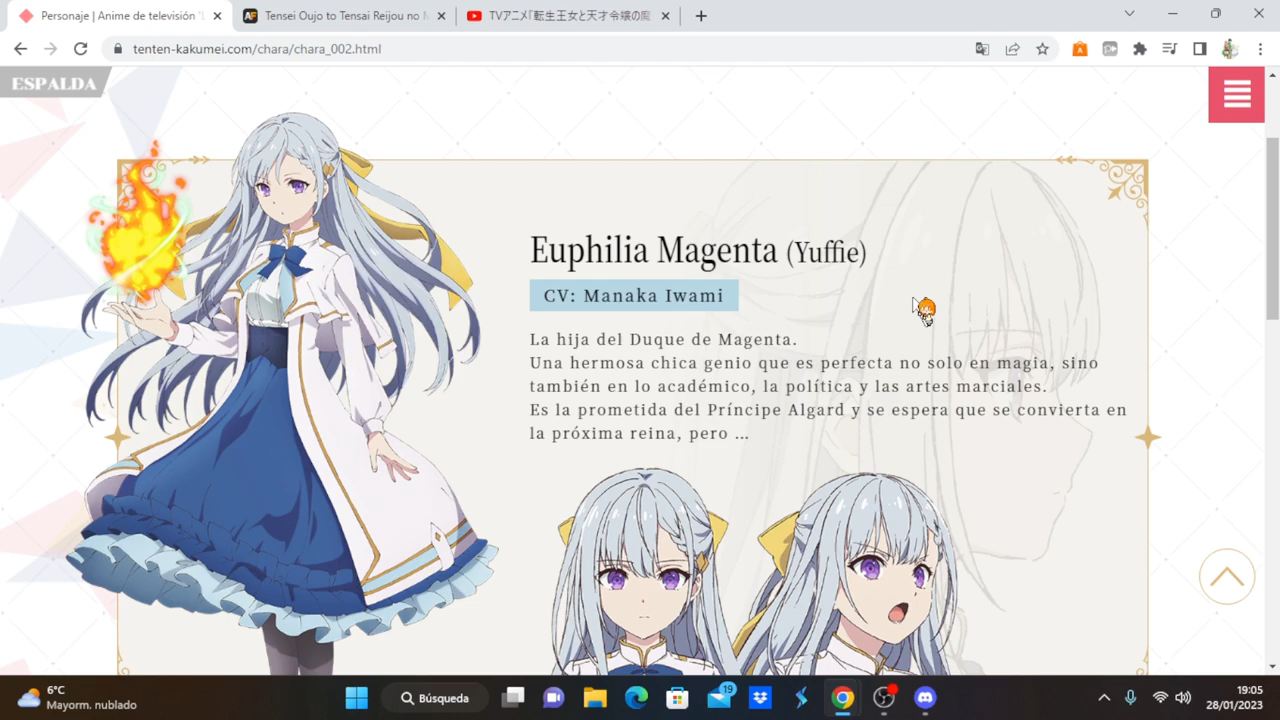 Personaje | Anime de televisión "L
Tensei Oujo to Tensai Reijou no M
TVアニメ「転生王女と天才令嬢の魔
tenten-kakumei.com/chara/chara_002.html
ESPALDA
Euphilia Magenta (Yuffie)
CV: Manaka Iwami
La hija del Duque de Magenta.
Una hermosa chica genio que es perfecta no solo en magia, sino
también en lo académico, la política y las artes marciales.
Es la prometida del Príncipe Algard y se espera que se convierta en
la próxima reina, pero ...
6°C
Mayorm. nublado
Búsqueda
19
19:05
28/01/2023